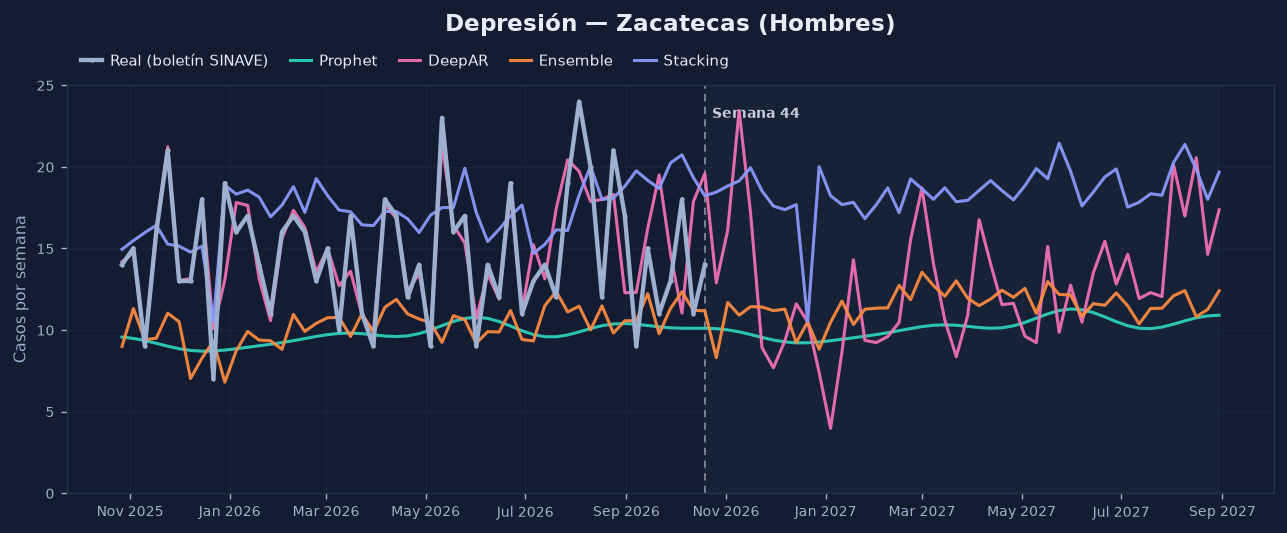 Depresión — Zacatecas (Hombres)
Real (boletín SINAVE) Prophet DeepAR Ensemble Stacking
Casos por semana
25
20
15
10
5
0
Semana 44
Nov 2025 Jan 2026 Mar 2026 May 2026 Jul 2026 Sep 2026 Nov 2026 Jan 2027 Mar 2027 May 2027 Jul 2027 Sep 2027